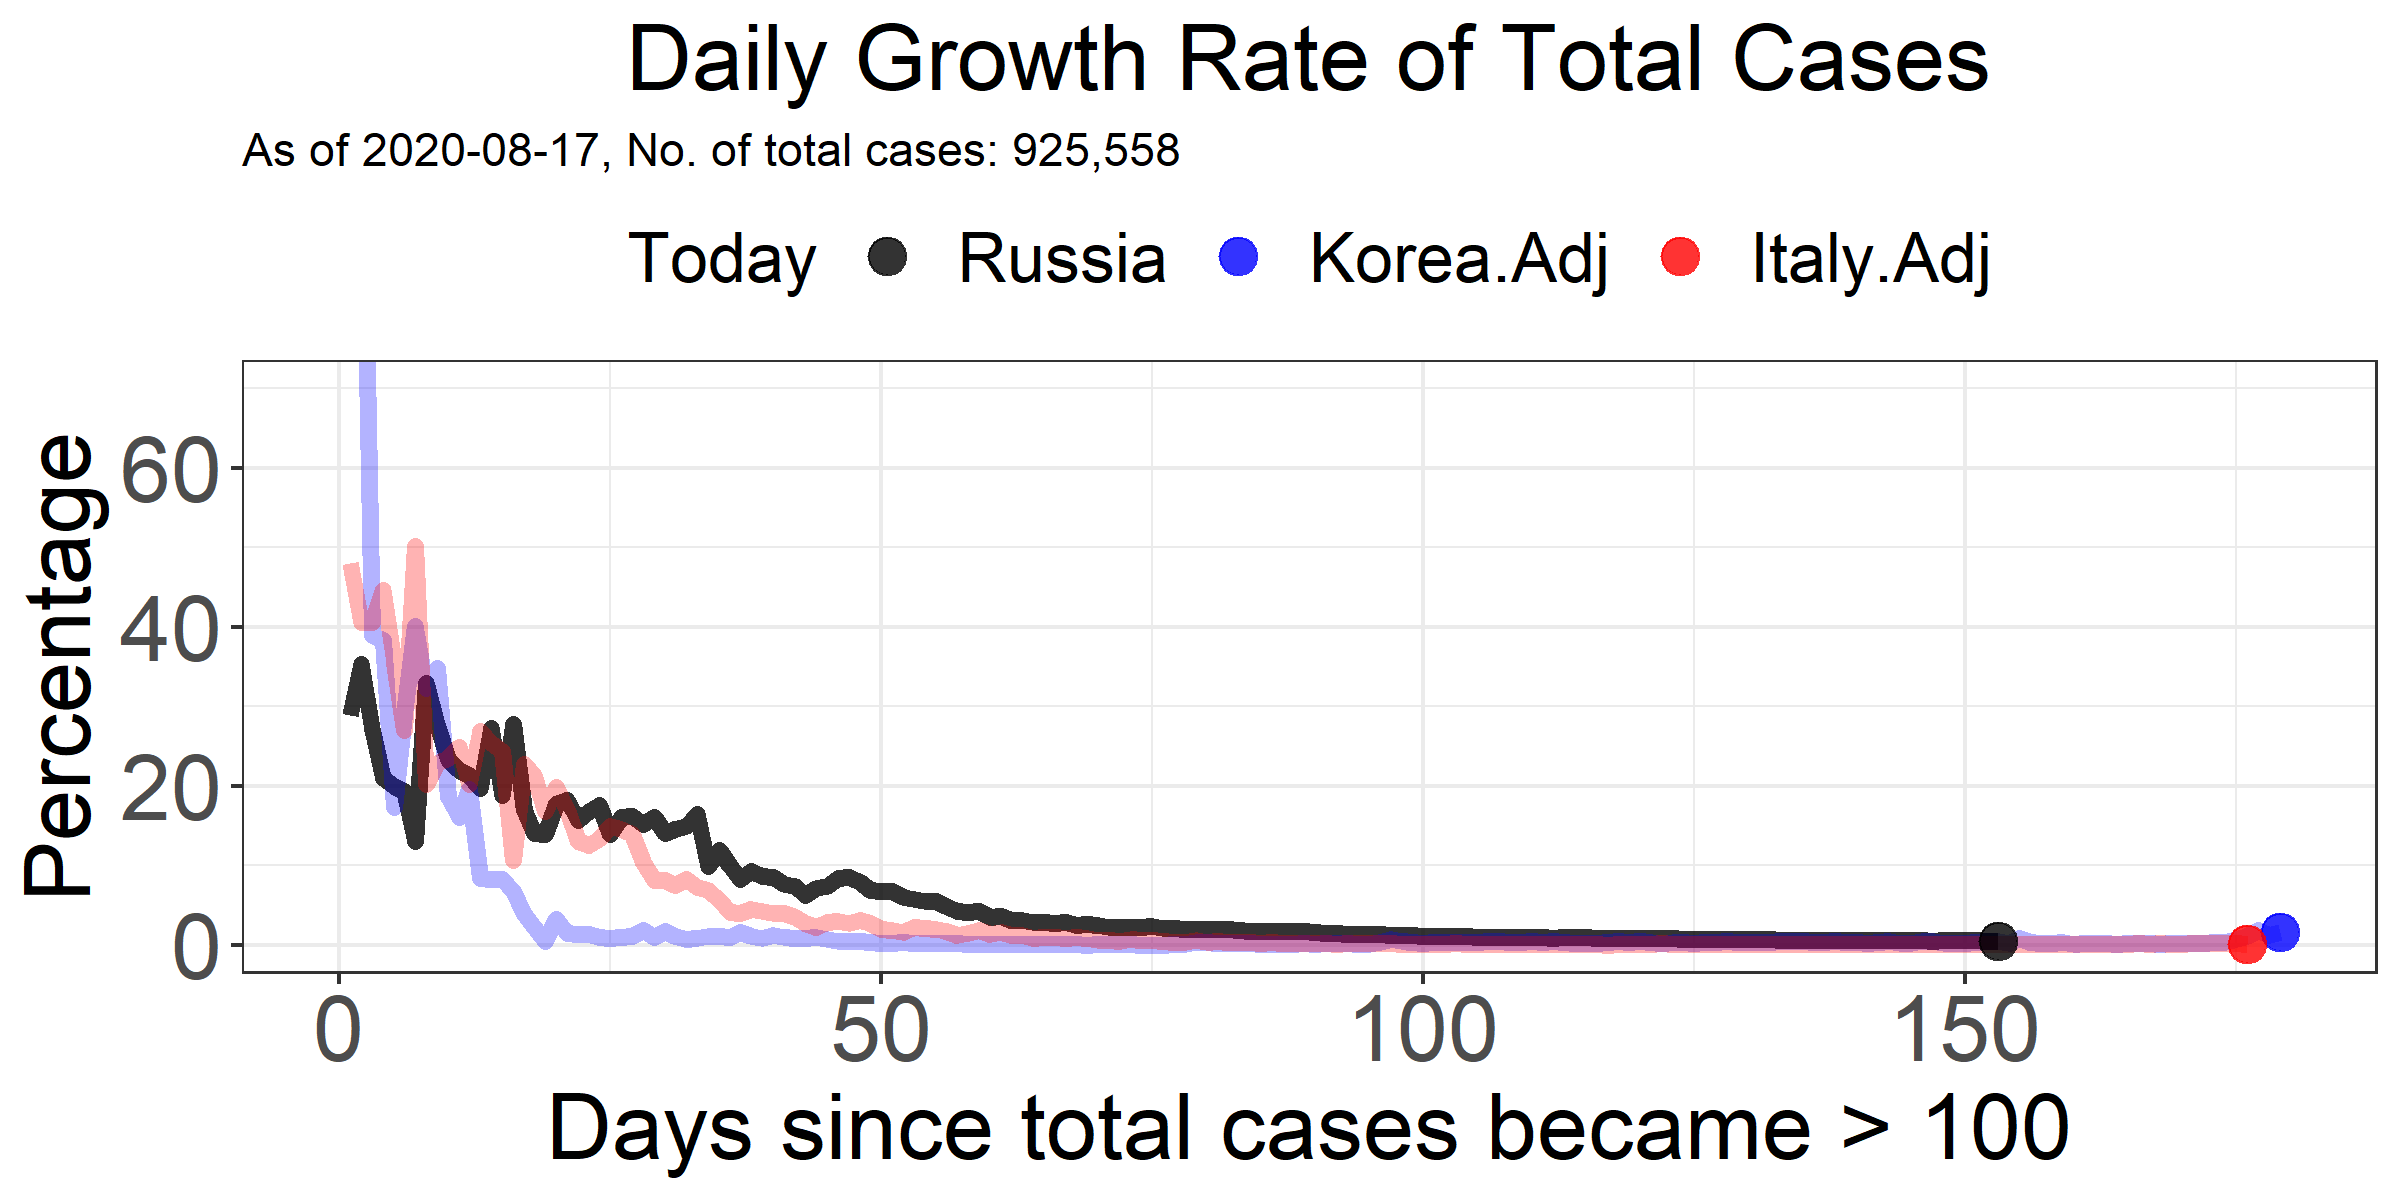 Daily Growth Rate of Total Cases
As of 2020-08-17, No. of total cases: 925,558
Today Russia Korea.Adj Italy.Adj
Percentage
60
40
20
0
0 50 100 150
Days since total cases became > 100